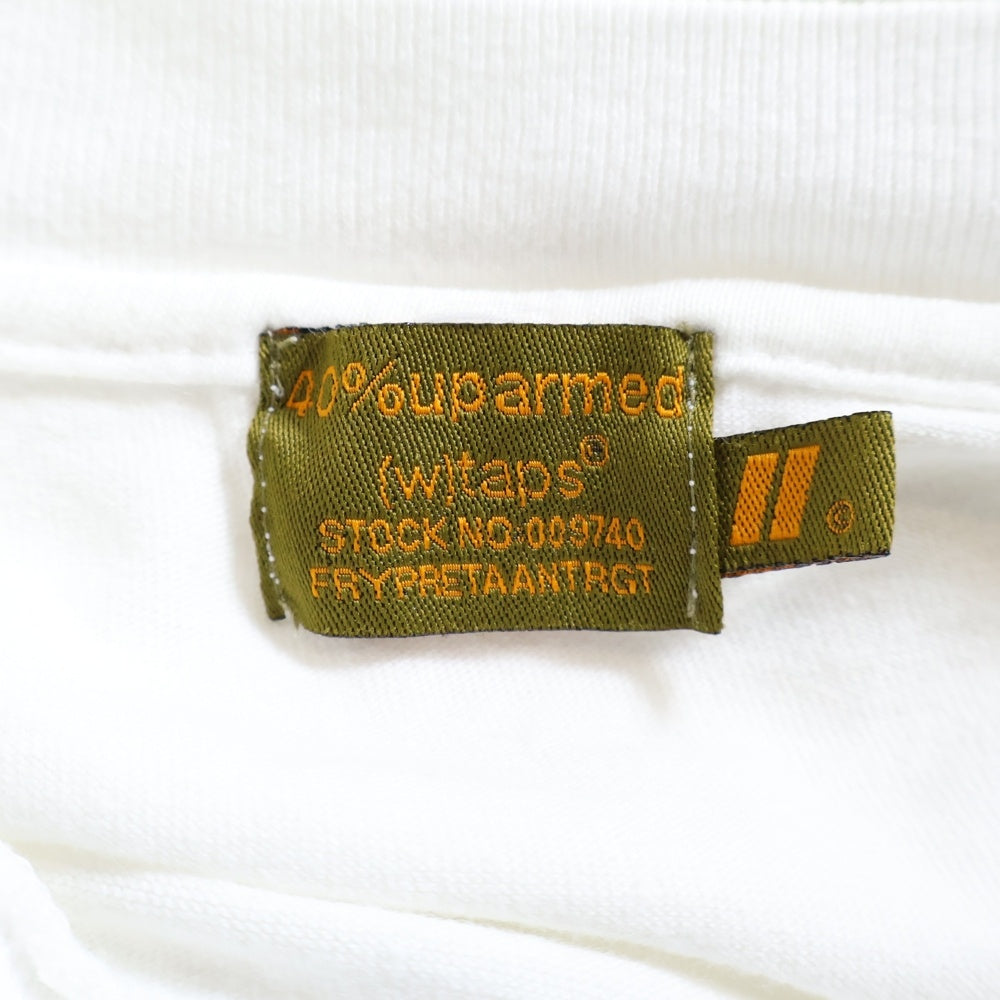 40%uparmed
(w)taps®
STOCK NO.009740
FRYPRETAANTRGT
©